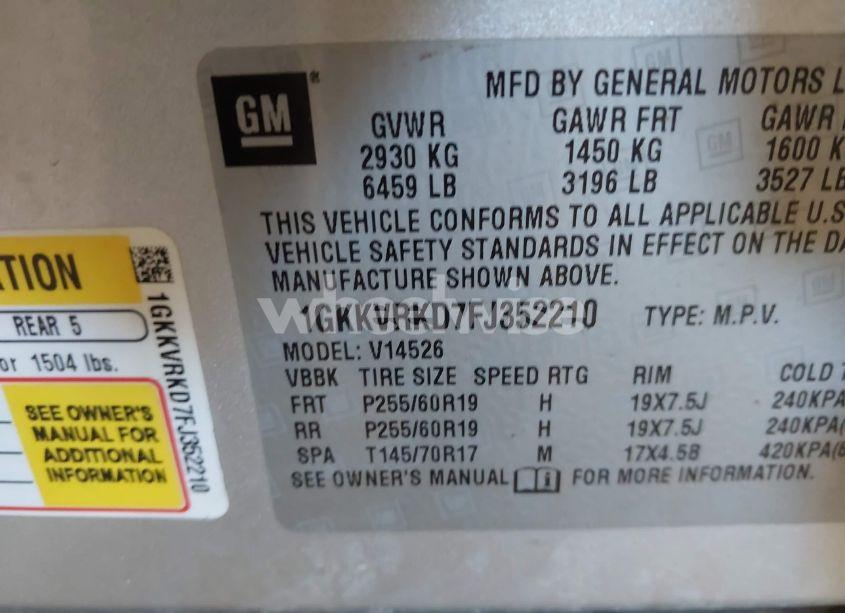 GM
®
MFD BY GENERAL MOTORS L
GVWR GAWR FRT GAWR
2930 KG 1450 KG 1600 K
6459 LB 3196 LB 3527 LB
THIS VEHICLE CONFORMS TO ALL APPLICABLE U.S
VEHICLE SAFETY STANDARDS IN EFFECT ON THE DA
MANUFACTURE SHOWN ABOVE.
1GKKVRKD7FJ352210 TYPE: M.P.V.
MODEL: V14526
VBBK TIRE SIZE SPEED RTG RIM COLD T
FRT P255/60R19 H 19X7.5J 240KPA
RR P255/60R19 H 19X7.5J 240KPA(
SPA T145/70R17 M 17X4.5B 420KPA(6
SEE OWNER'S MANUAL FOR MORE INFORMATION.
ATION
REAR 5
or 1504 lbs.
SEE OWNER'S
MANUAL FOR
ADDITIONAL
INFORMATION
1GKKVRKD7FJ352210